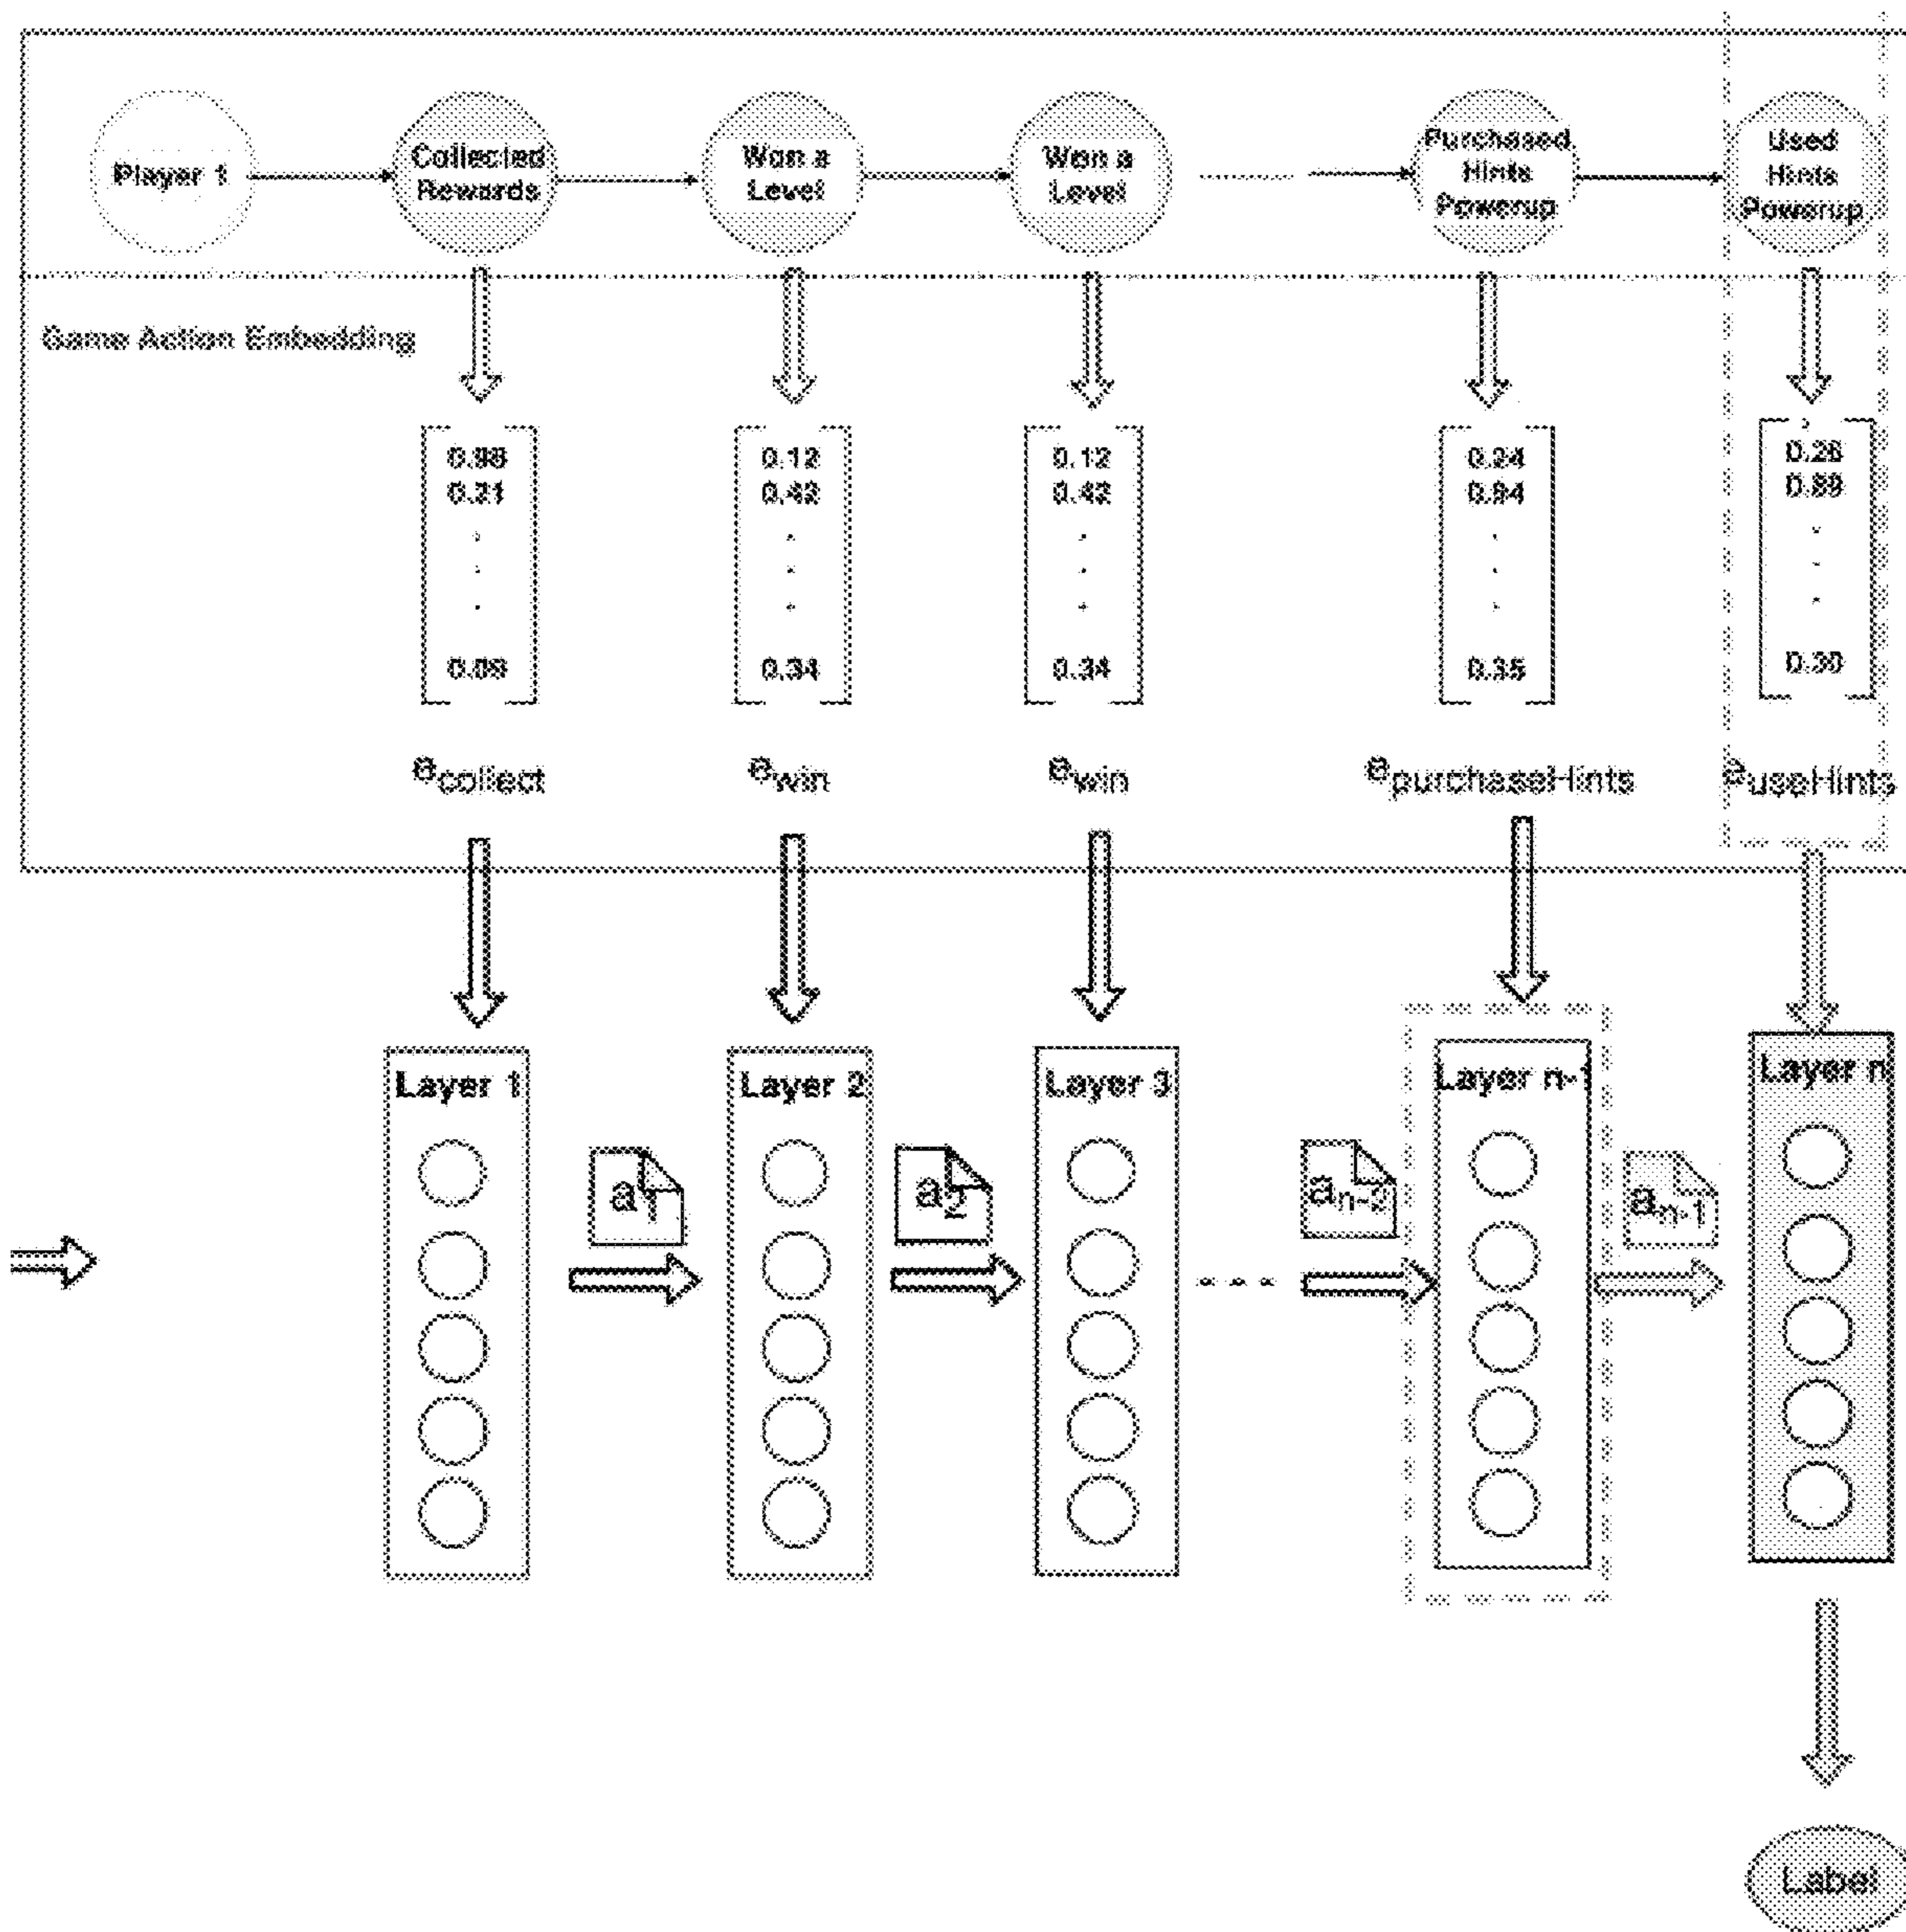 Player 1
Collected
Rewards
Won a
Level
Won a
Level
Purchased
Hints
Powerup
Used
Hints
Powerup
Game Action Embedding
0.98
0.21
0.09
0.12
0.42
0.34
0.12
0.42
0.34
0.24
0.94
0.35
0.26
0.89
0.30
ecollect
ewin
ewin
epurchaseHints
euseHints
Layer 1
Layer 2
Layer 3
Layer n-1
Layer n
a1
a2
an-2
an-1
Label